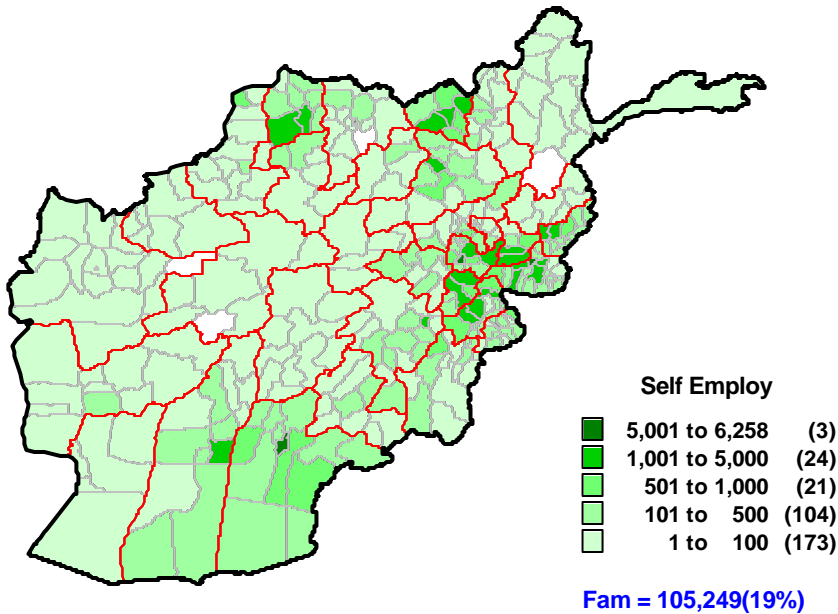 Self Employ
5,001 to 6,258 (3)
1,001 to 5,000 (24)
501 to 1,000 (21)
101 to 500 (104)
1 to 100 (173)
Fam = 105,249(19%)